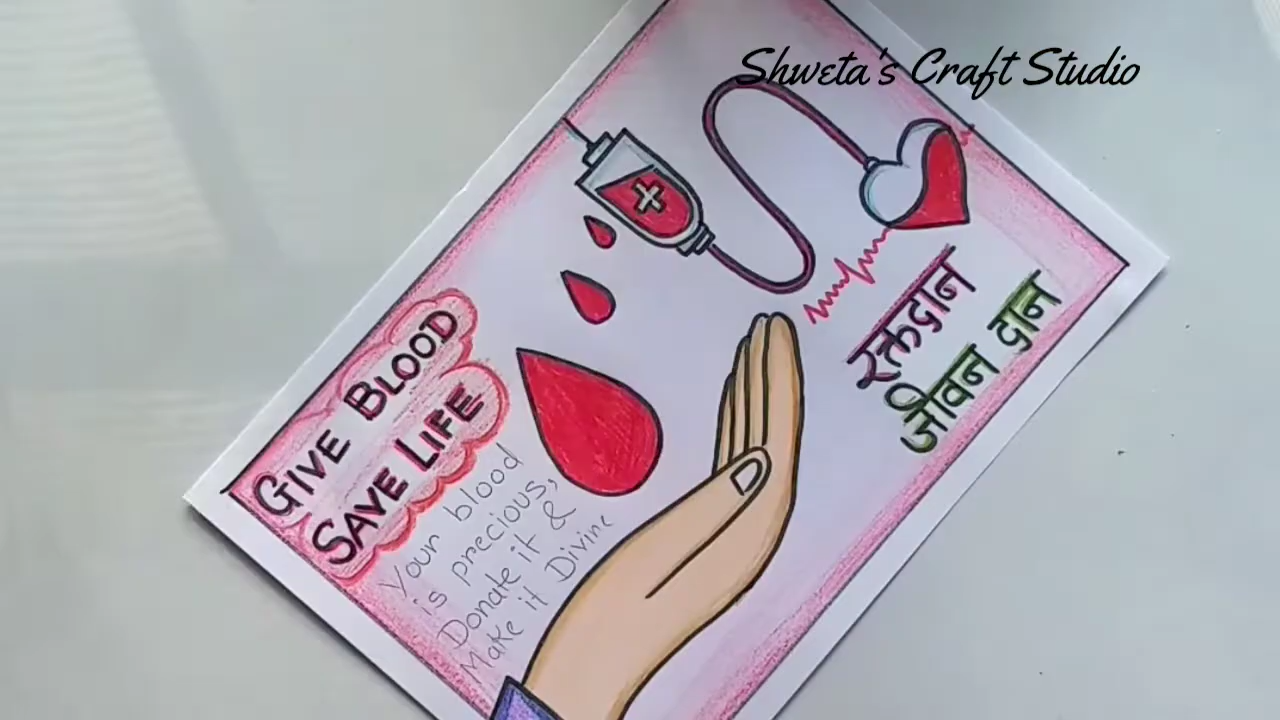 Shweta's Craft Studio
GIVE BLOOD
SAVE LIFE
Your blood
is precious,
Donate it &
Make it Divine
रक्तदान
जीवन दान